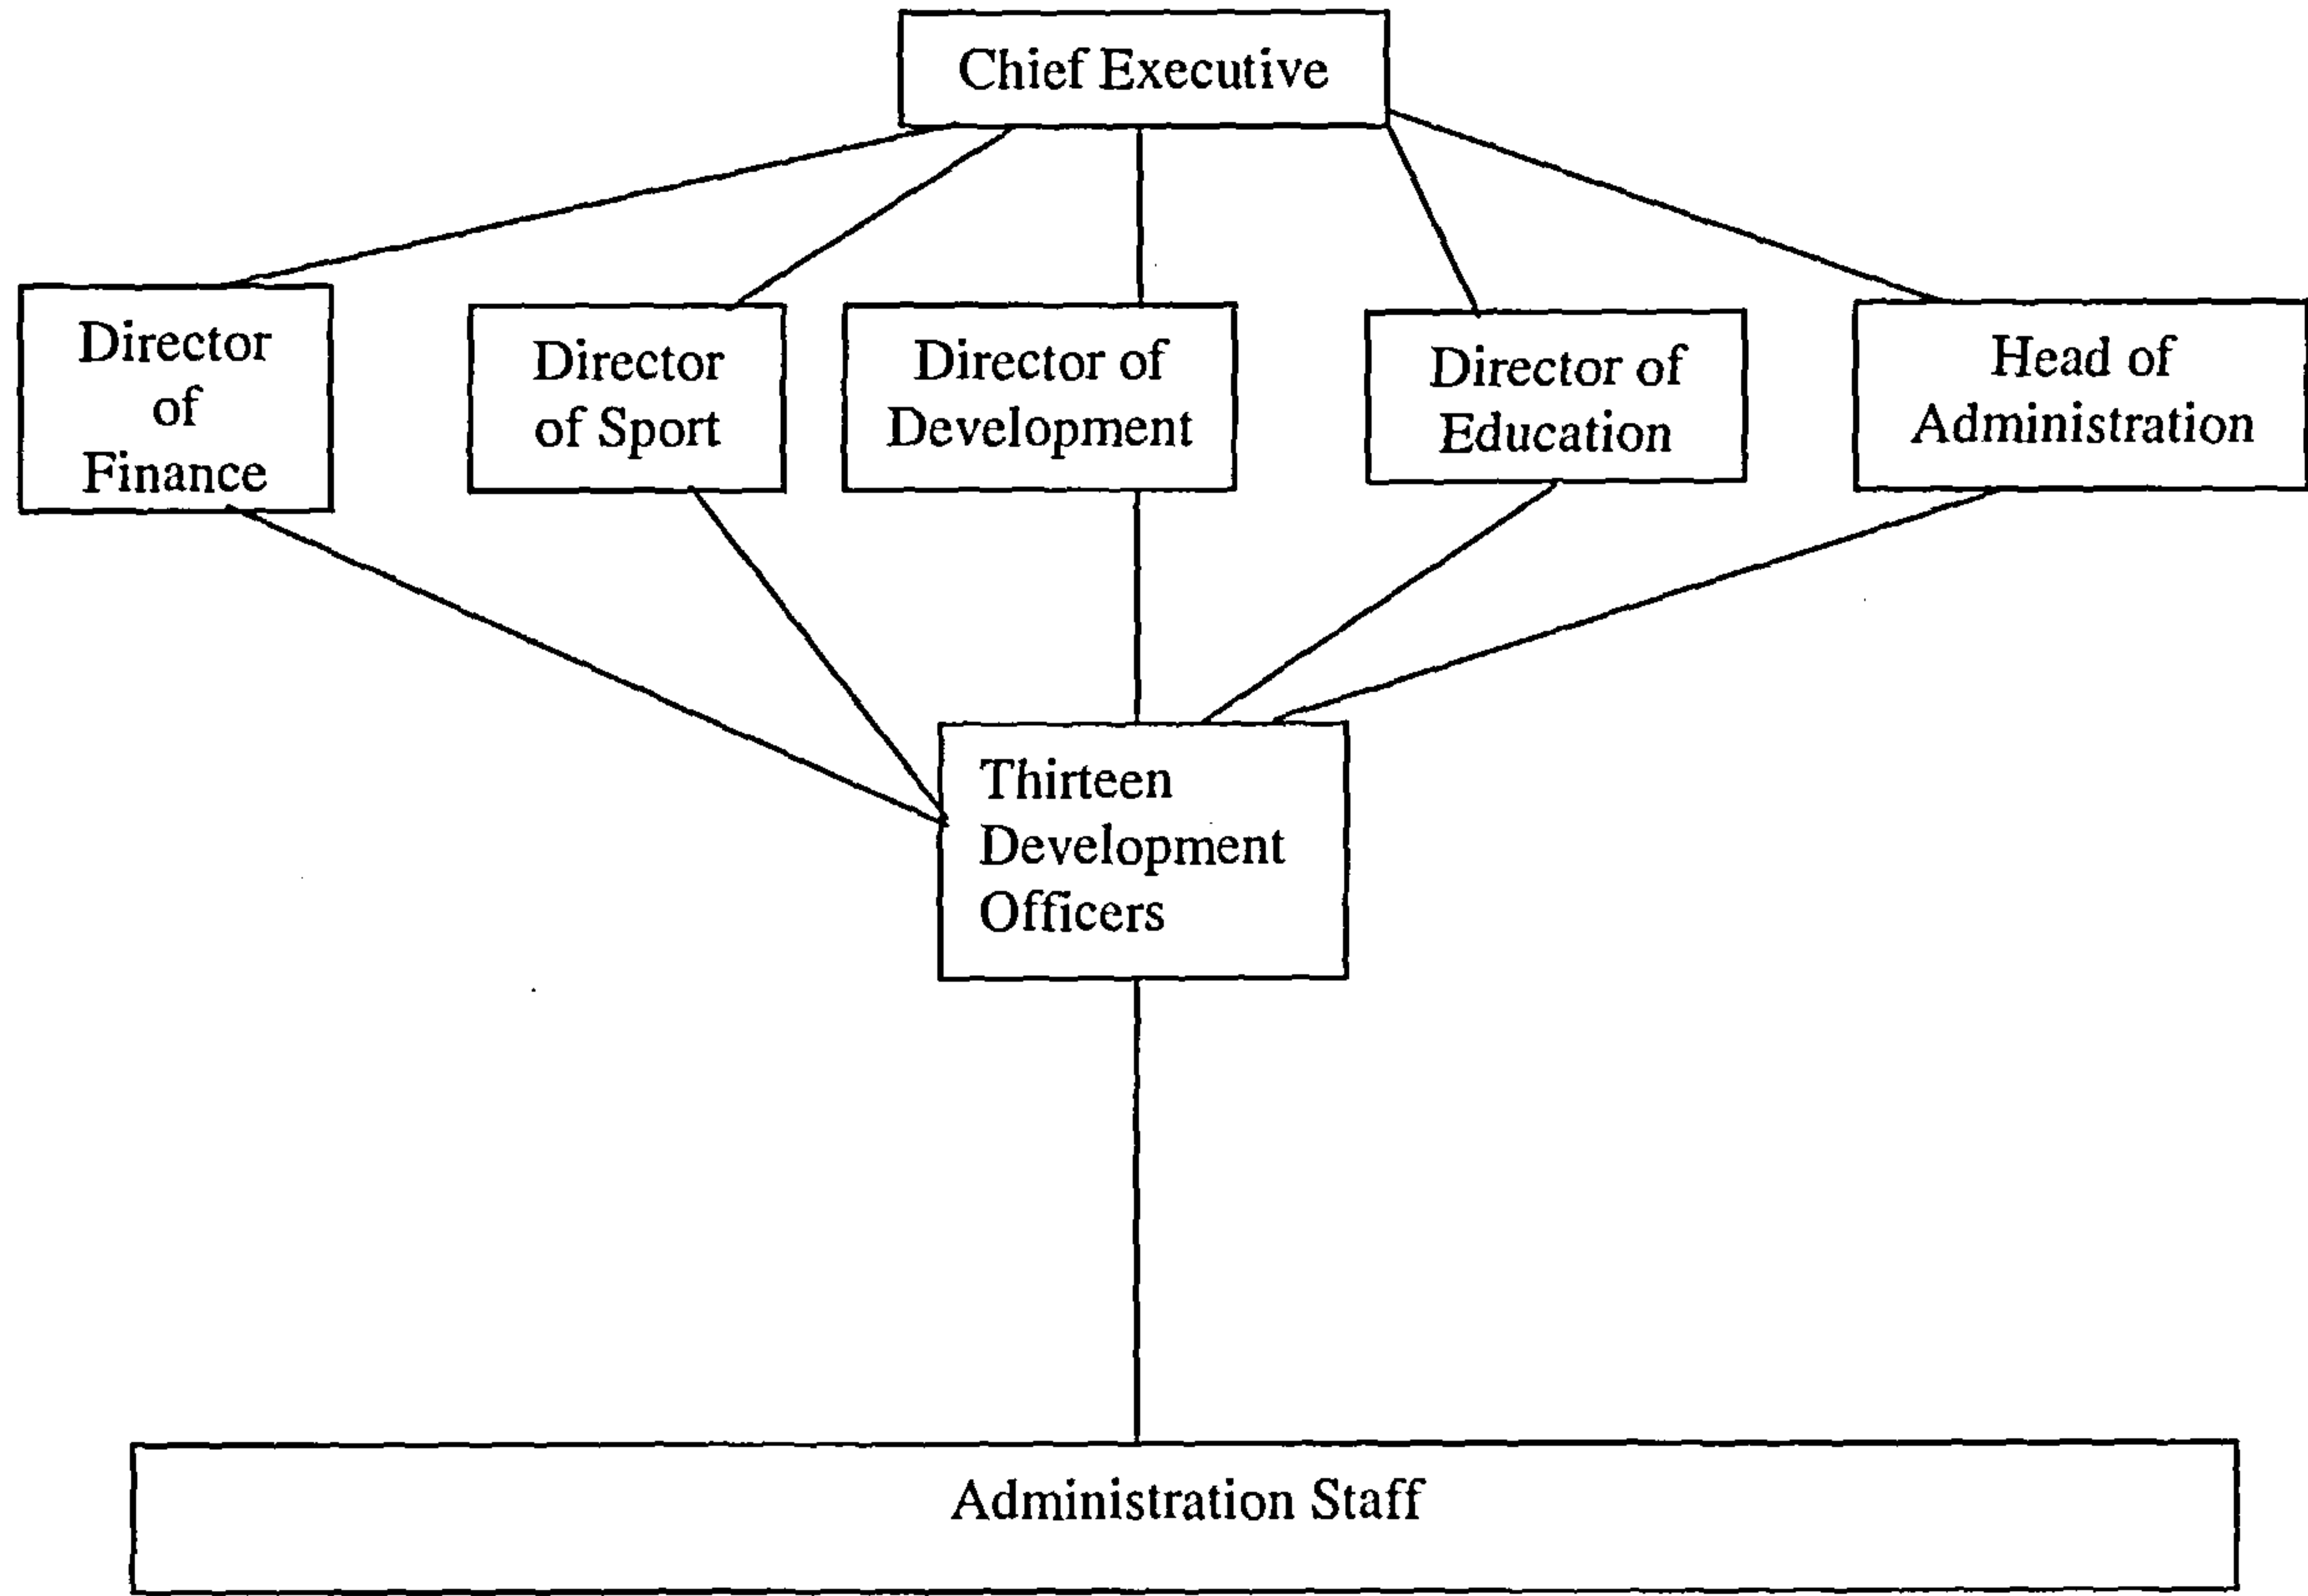 Chief Executive
Director
of
Finance
Director
of Sport
Director of
Development
Director of
Education
Head of
Administration
Thirteen
Development
Officers
Administration Staff